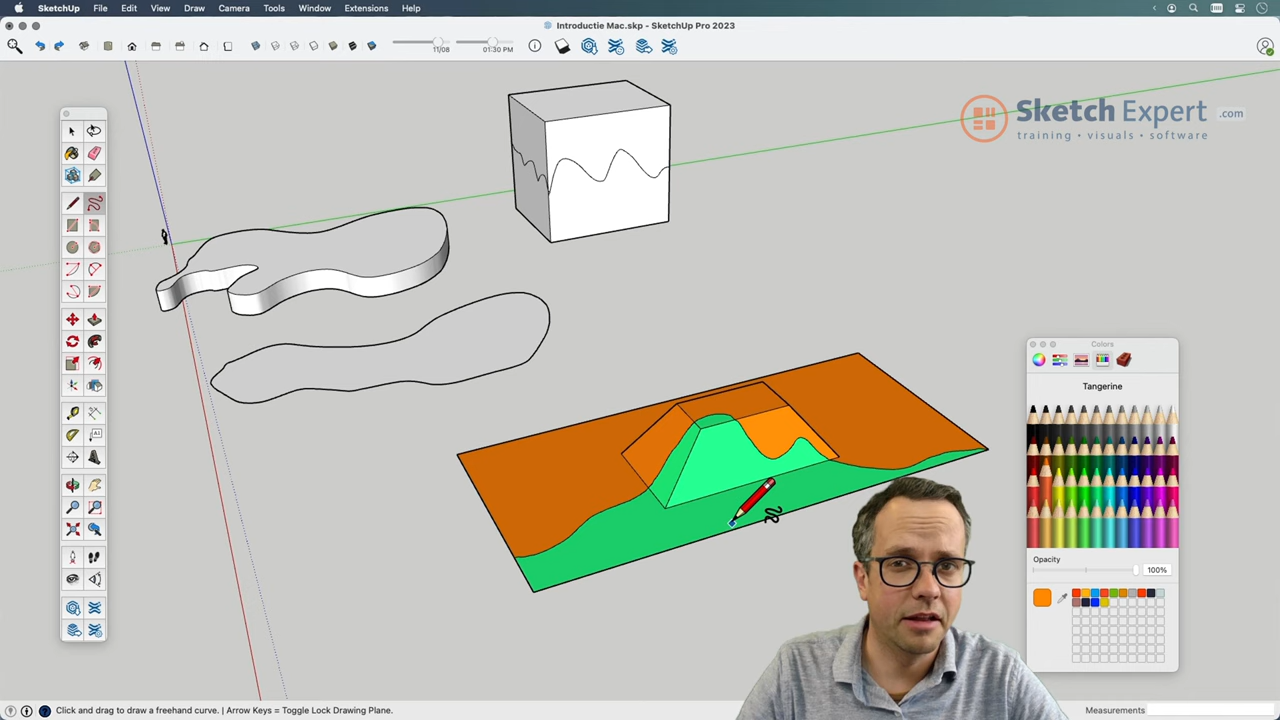 SketchUp File Edit View Draw Camera Tools Window Extensions Help
Introductie Mac.skp - SketchUp Pro 2023
11/08 01:30 PM
SketchExpert.com
training • visuals • software
Colors
Tangerine
Opacity
100%
Click and drag to draw a freehand curve. | Arrow Keys = Toggle Lock Drawing Plane.
Measurements